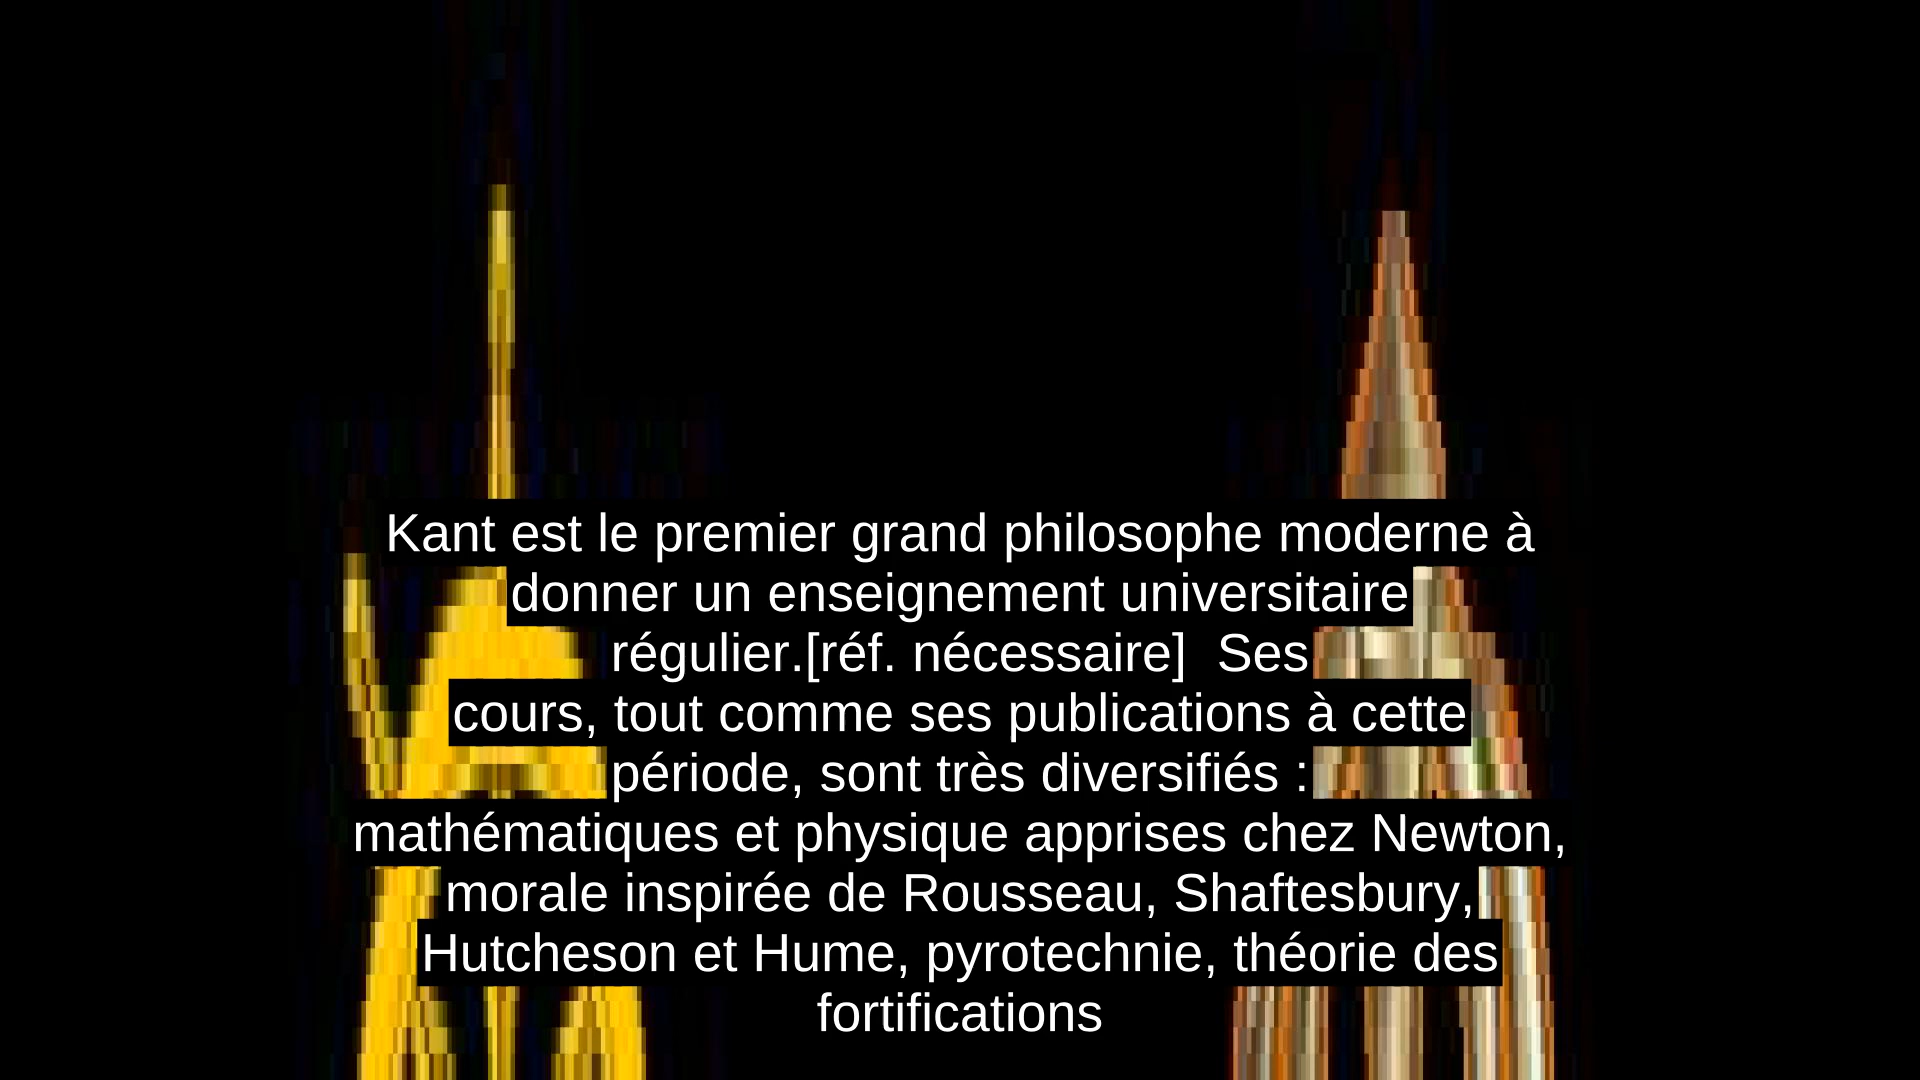 Kant est le premier grand philosophe moderne à
donner un enseignement universitaire
régulier.[réf. nécessaire]  Ses
cours, tout comme ses publications à cette
période, sont très diversifiés :
mathématiques et physique apprises chez Newton,
morale inspirée de Rousseau, Shaftesbury,
Hutcheson et Hume, pyrotechnie, théorie des
fortifications